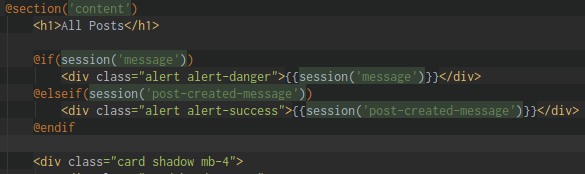 @section('content')
<h1>All Posts</h1>
@if(session('message'))
<div class="alert alert-danger">{{session('message')}}</div>
@elseif(session('post-created-message'))
<div class="alert alert-success">{{session('post-created-message')}}</div>
@endif
<div class="card shadow mb-4">